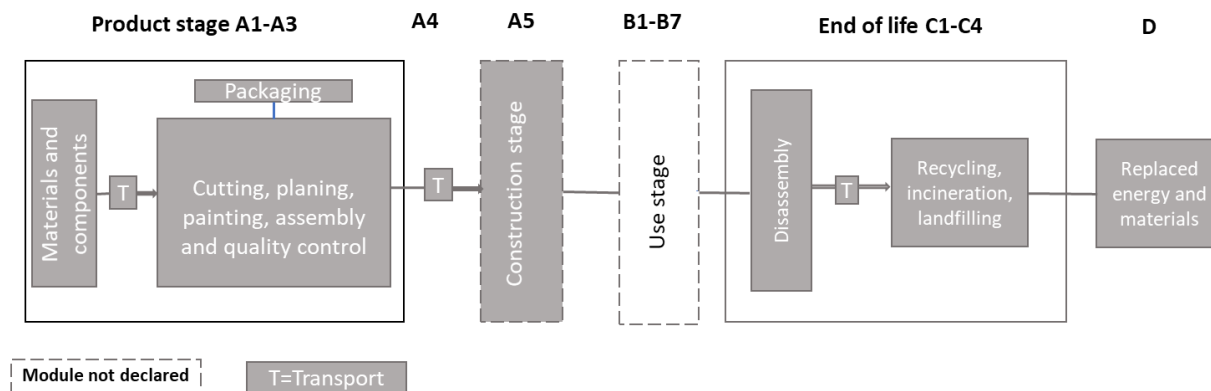 Product stage A1-A3
A4
A5
B1-B7
End of life C1-C4
D
Packaging
Materials and
components
T
Cutting, planing,
painting, assembly
and quality control
T
Construction stage
Use stage
Disassembly
T
Recycling,
incineration,
landfilling
Replaced
energy and
materials
Module not declared
T=Transport